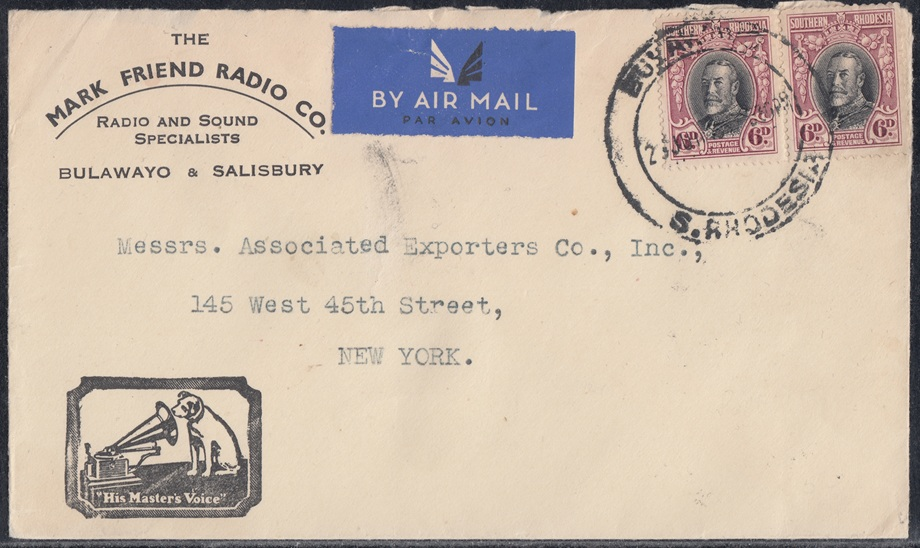 THE
MARK FRIEND RADIO CO.
RADIO AND SOUND
SPECIALISTS
BULAWAYO & SALISBURY
BY AIR MAIL
PAR AVION
SOUTHERN RHODESIA
6D
POSTAGE
& REVENUE
6D
SOUTHERN RHODESIA
6D
POSTAGE
& REVENUE
6D
S. RHODESIA
Messrs. Associated Exporters Co., Inc.,
145 West 45th Street,
NEW YORK.
"His Master's Voice"